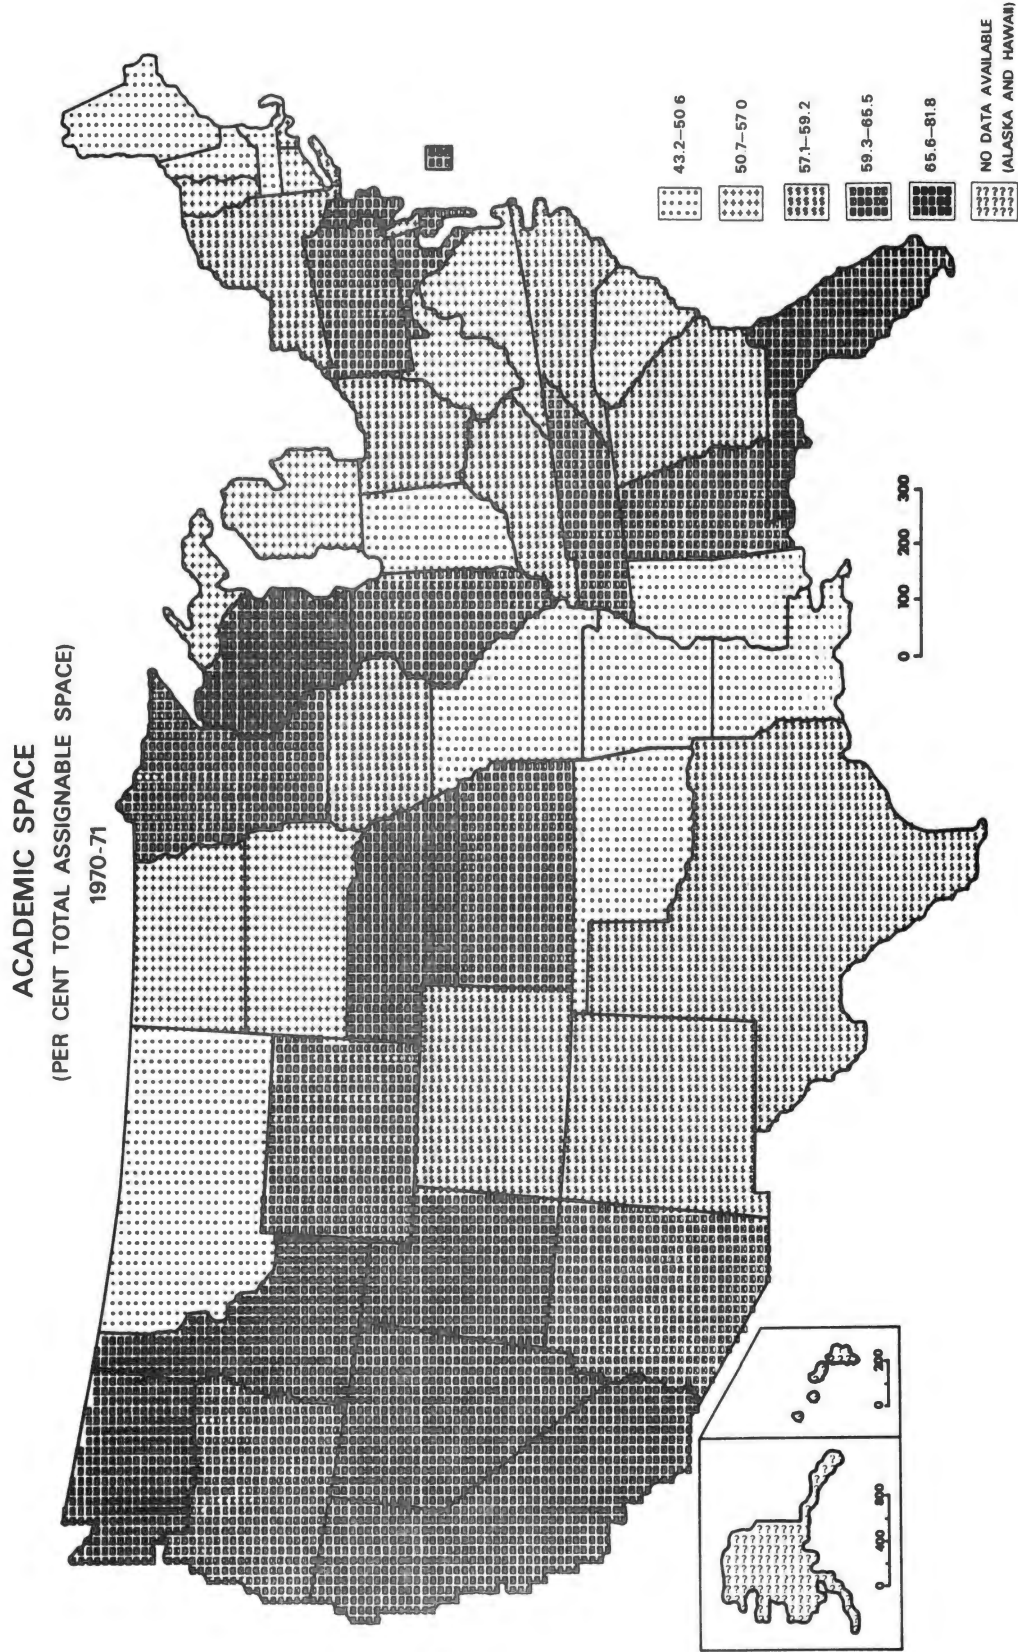 ACADEMIC SPACE
(PER CENT TOTAL ASSIGNABLE SPACE)
1970-71
43.2–50 6
50.7–57 0
57.1–59.2
59.3–65.5
65.6–81.8
NO DATA AVAILABLE
(ALASKA AND HAWAII)
0 100 200 300
0 400 800
0 200